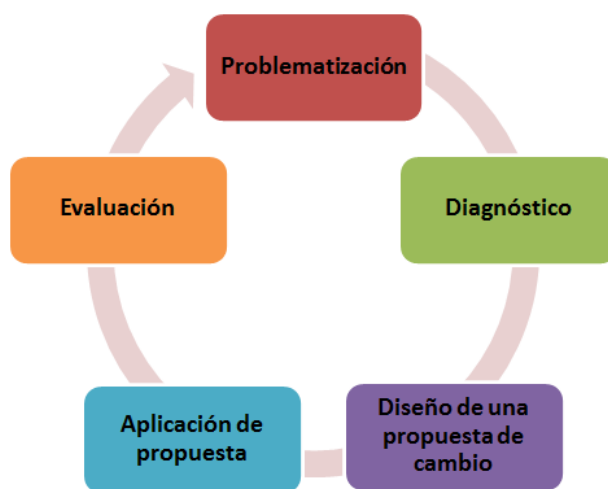 Problematización
Diagnóstico
Diseño de una
propuesta de
cambio
Aplicación de
propuesta
Evaluación